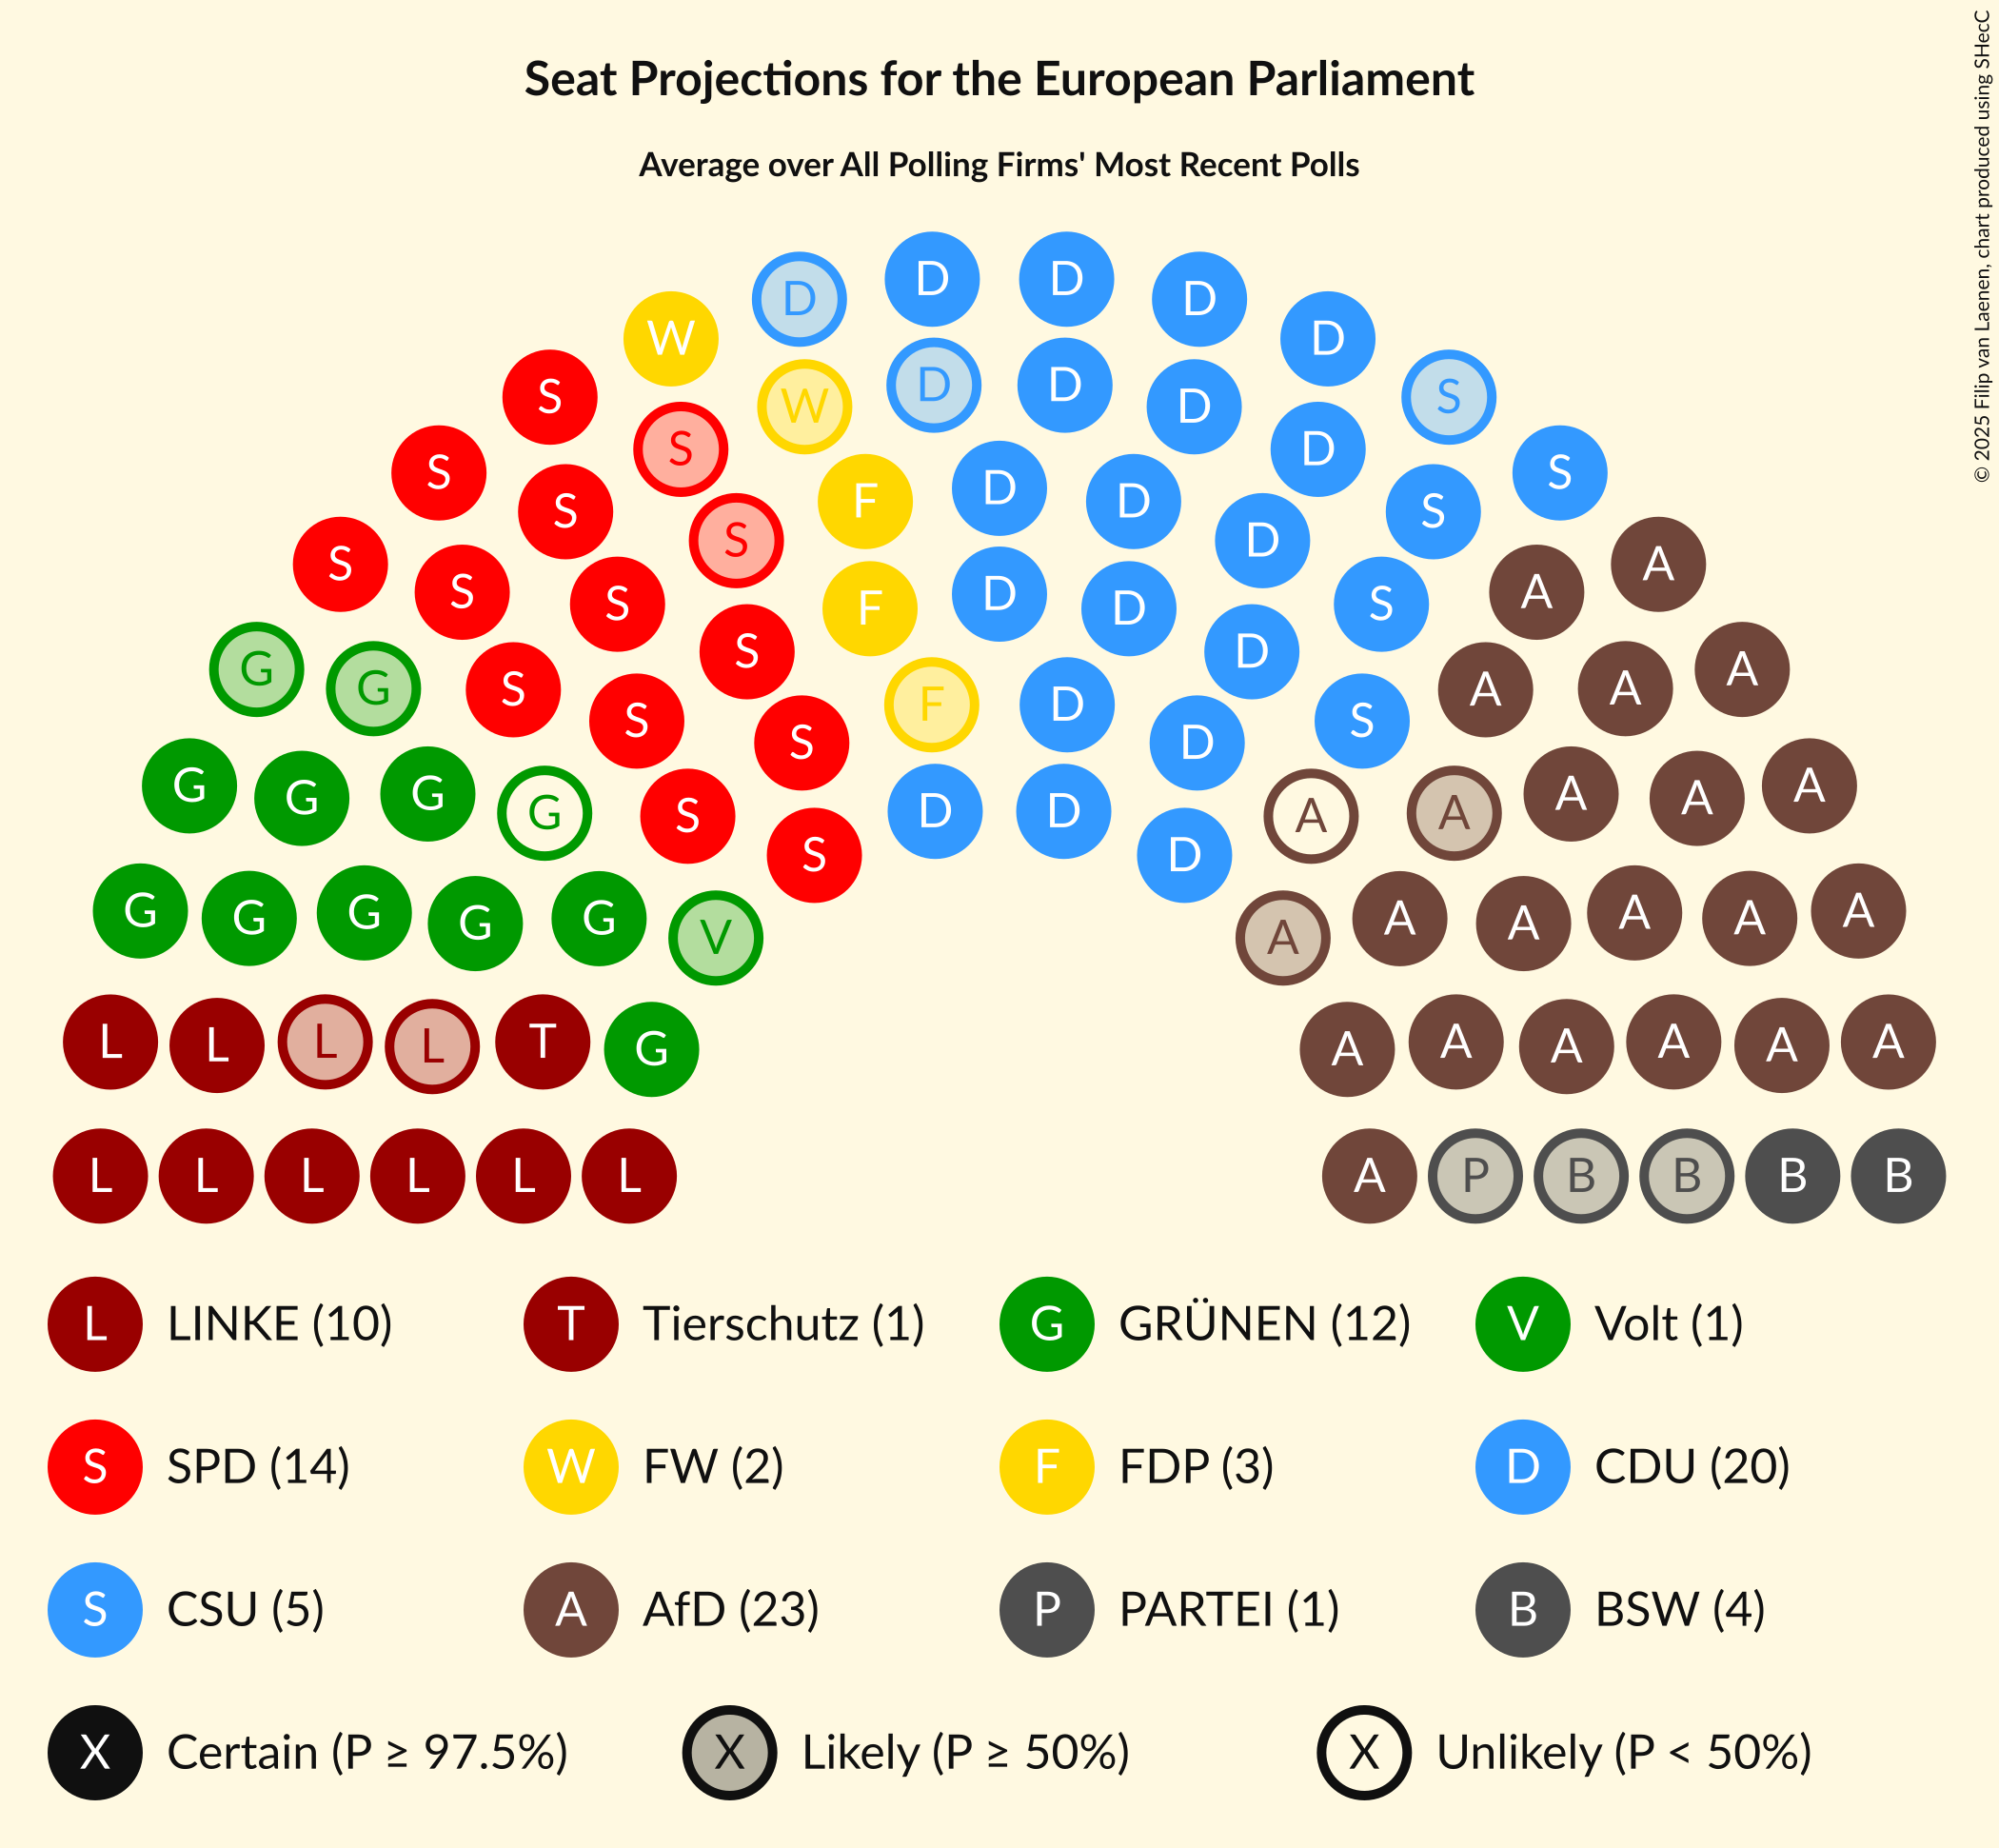 © 2025 Filip van Laenen, chart produced using SHecC
Seat Projections for the European Parliament
Average over All Polling Firms' Most Recent Polls
D D D D
W D
S W D D D S
S S D S
S F D D S
S S D A
S S F D D S A
G G S S D A A A
S S F D D S
G G G G S D D A A A A A
S D
G G G G G V A A A A A A
L L L L T G A A A A A A
L L L L L L A P B B B B
L LINKE (10) T Tierschutz (1) G GRÜNEN (12) V Volt (1)
S SPD (14) W FW (2) F FDP (3) D CDU (20)
S CSU (5) A AfD (23) P PARTEI (1) B BSW (4)
X Certain (P ≥ 97.5%) X Likely (P ≥ 50%) X Unlikely (P < 50%)